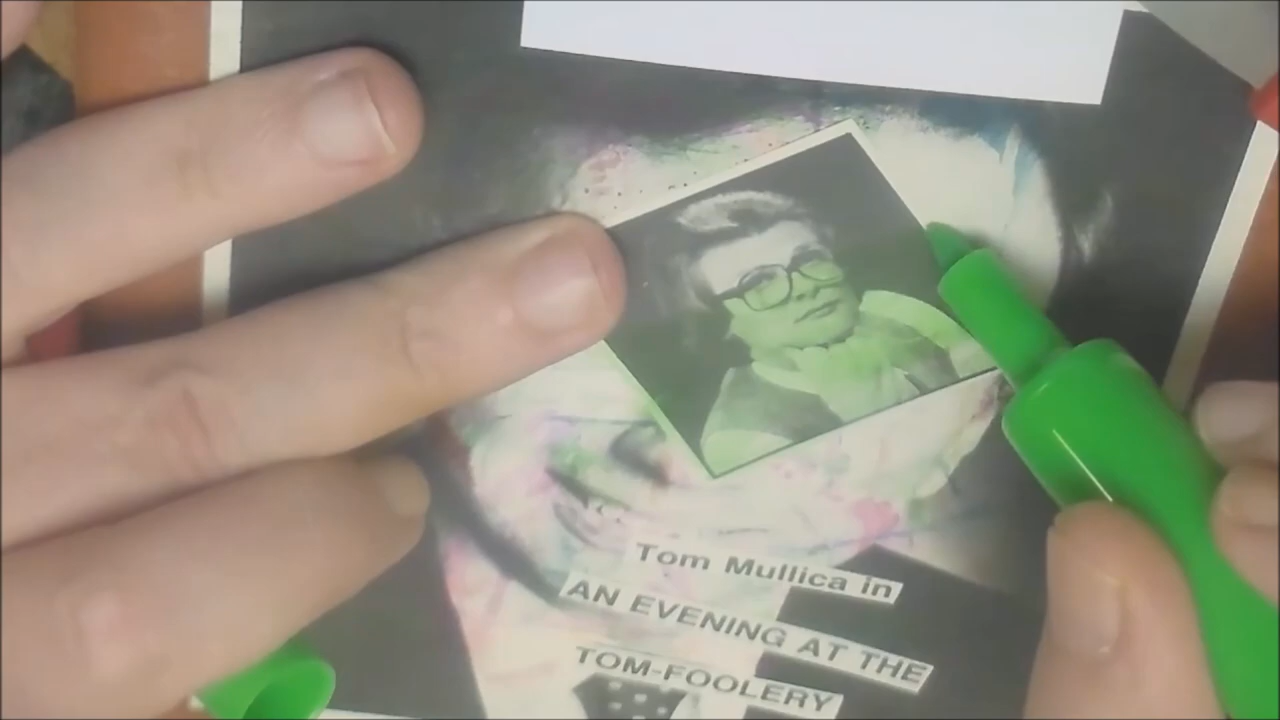 Tom Mullica in
AN EVENING AT THE
TOM-FOOLERY